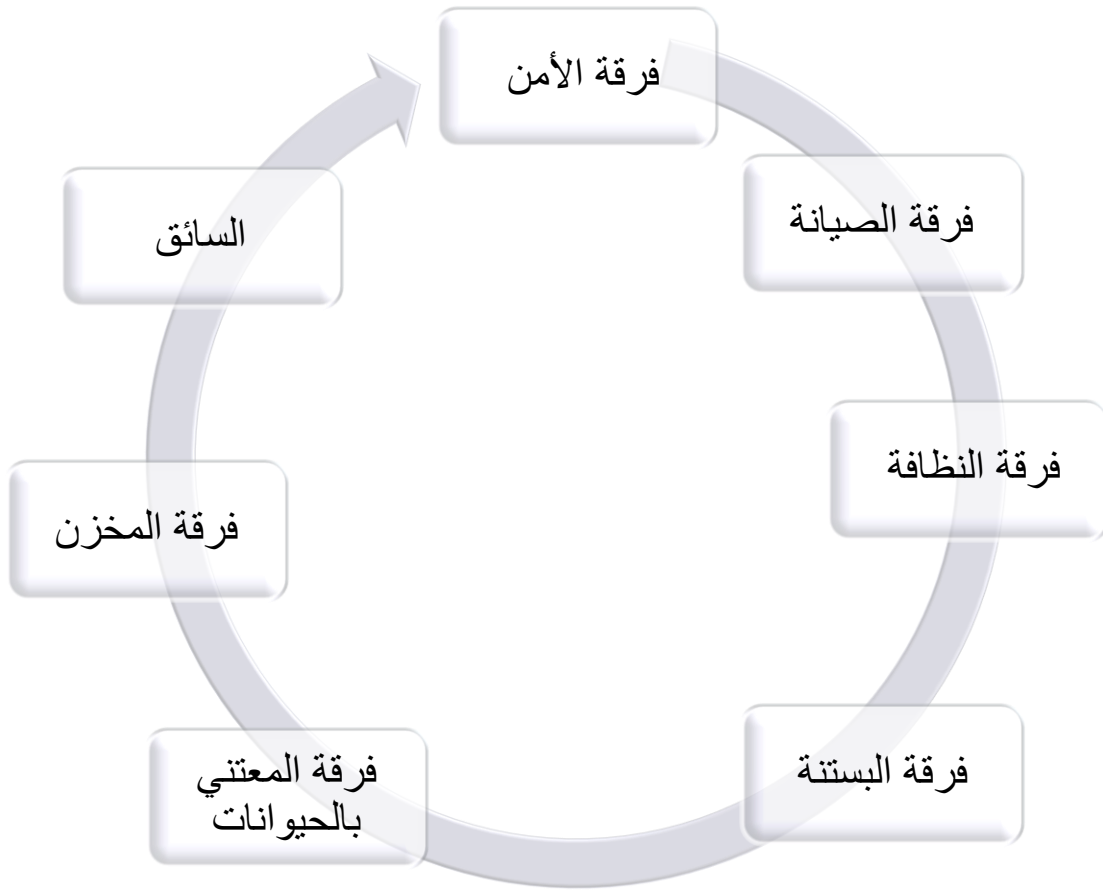 فرقة الأمن
فرقة الصيانة
فرقة النظافة
فرقة البستنة
فرقة المعتني
بالحيوانات
فرقة المخزن
السائق